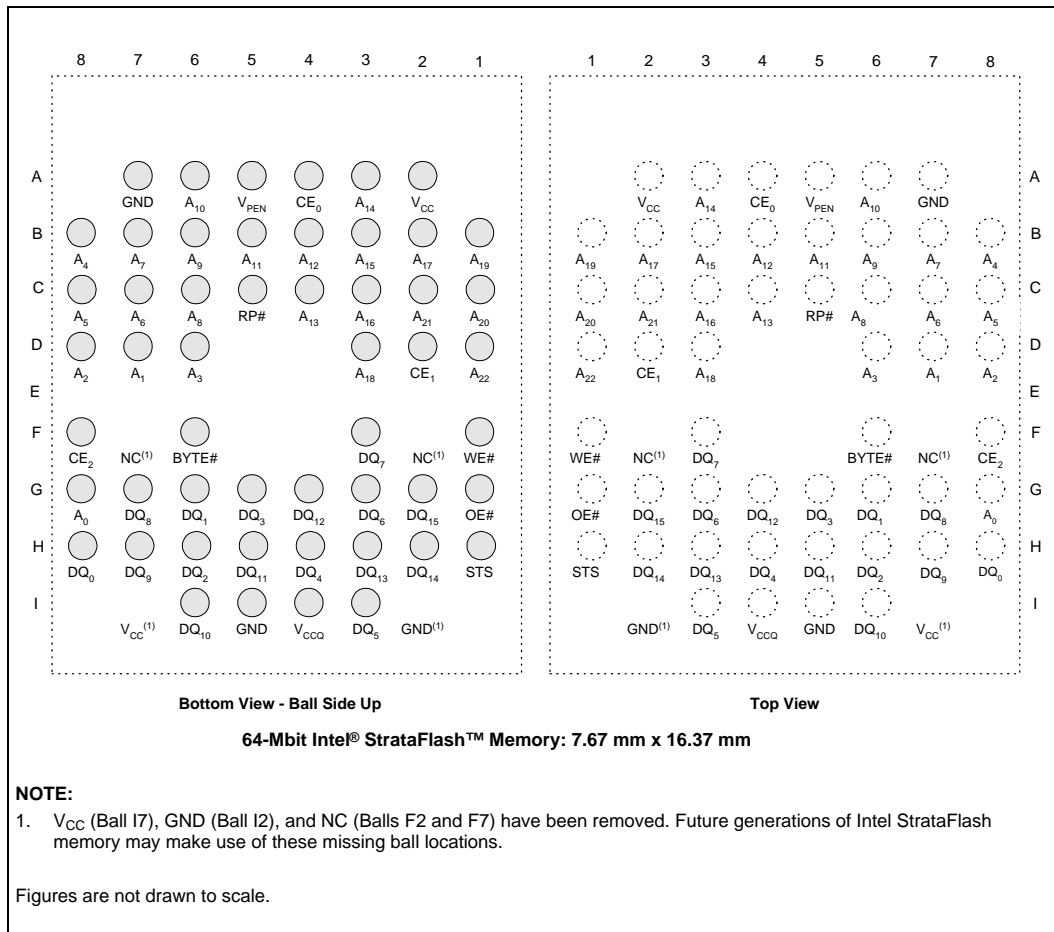 8 7 6 5 4 3 2 1 1 2 3 4 5 6 7 8
A A
GND A10 VPEN CE0 A14 VCC VCC A14 CE0 VPEN A10 GND
B B
A4 A7 A9 A11 A12 A15 A17 A19 A19 A17 A15 A12 A11 A9 A7 A4
C C
A5 A6 A8 RP# A13 A16 A21 A20 A20 A21 A16 A13 RP# A8 A6 A5
D D
A2 A1 A3 A18 CE1 A22 A22 CE1 A18 A3 A1 A2
E E
F F
CE2 NC(1) BYTE# DQ7 NC(1) WE# WE# NC(1) DQ7 BYTE# NC(1) CE2
G G
A0 DQ8 DQ1 DQ3 DQ12 DQ6 DQ15 OE# OE# DQ15 DQ6 DQ12 DQ3 DQ1 DQ8 A0
H H
DQ0 DQ9 DQ2 DQ11 DQ4 DQ13 DQ14 STS STS DQ14 DQ13 DQ4 DQ11 DQ2 DQ9 DQ0
I I
VCC(1) DQ10 GND VCCQ DQ5 GND(1) GND(1) DQ5 VCCQ GND DQ10 VCC(1)
Bottom View - Ball Side Up Top View
64-Mbit Intel® StrataFlash™ Memory: 7.67 mm x 16.37 mm
NOTE:
1. VCC (Ball I7), GND (Ball I2), and NC (Balls F2 and F7) have been removed. Future generations of Intel StrataFlash
memory may make use of these missing ball locations.
Figures are not drawn to scale.